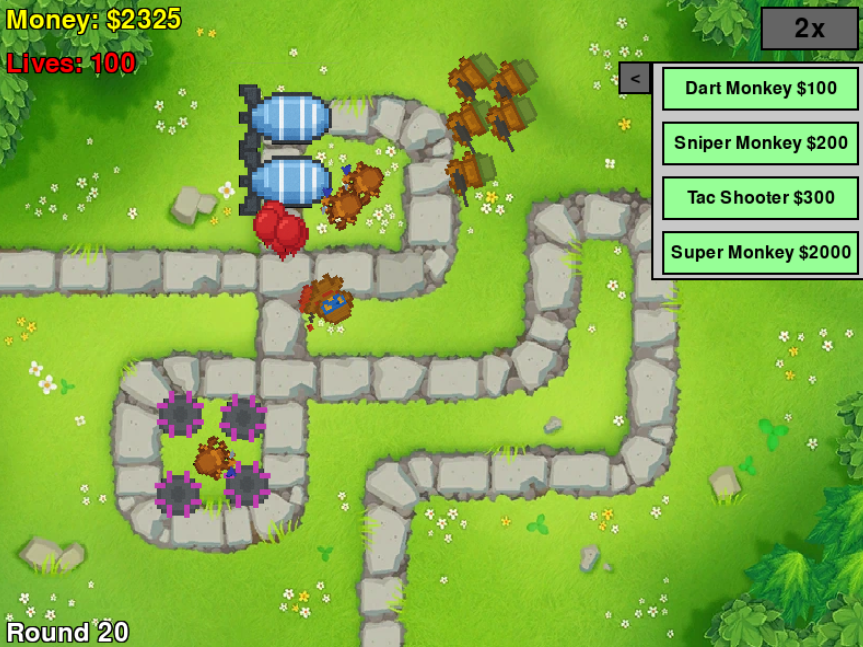 Money: $2325
Lives: 100
2x
<
Dart Monkey $100
Sniper Monkey $200
Tac Shooter $300
Super Monkey $2000
Round 20